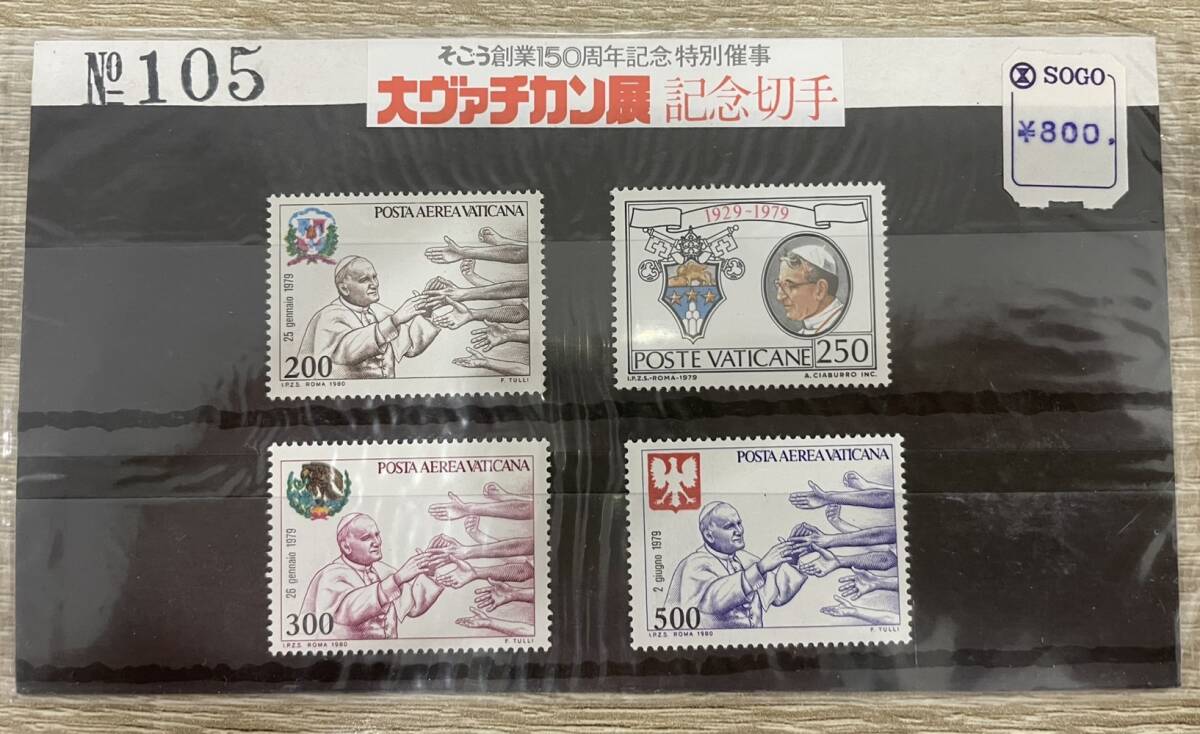 № 105
そごう創業150周年記念特別催事
大ヴァチカン展 記念切手
SOGO
¥800,
POSTA AEREA VATICANA
25 gennaio 1979
200
I.P.Z.S. ROMA 1980
F. TULLI
1929-1979
POSTE VATICANE 250
I.P.Z.S.-ROMA-1979
A. CIABURRO INC.
POSTA AEREA VATICANA
26 gennaio 1979
300
I.P.Z.S. ROMA 1980
F. TULLI
POSTA AEREA VATICANA
2 giugno 1979
500
I.P.Z.S. ROMA 1980
F. TULLI